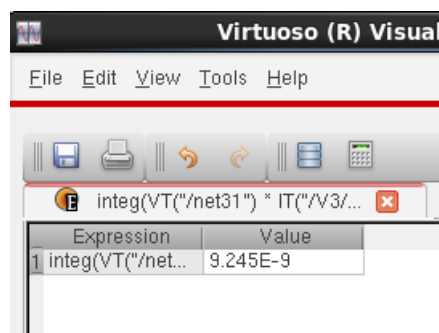 Virtuoso (R) Visual
File Edit View Tools Help
integ(VT("/net31") * IT("/V3/...
Expression Value
1 integ(VT("/net... 9.245E-9